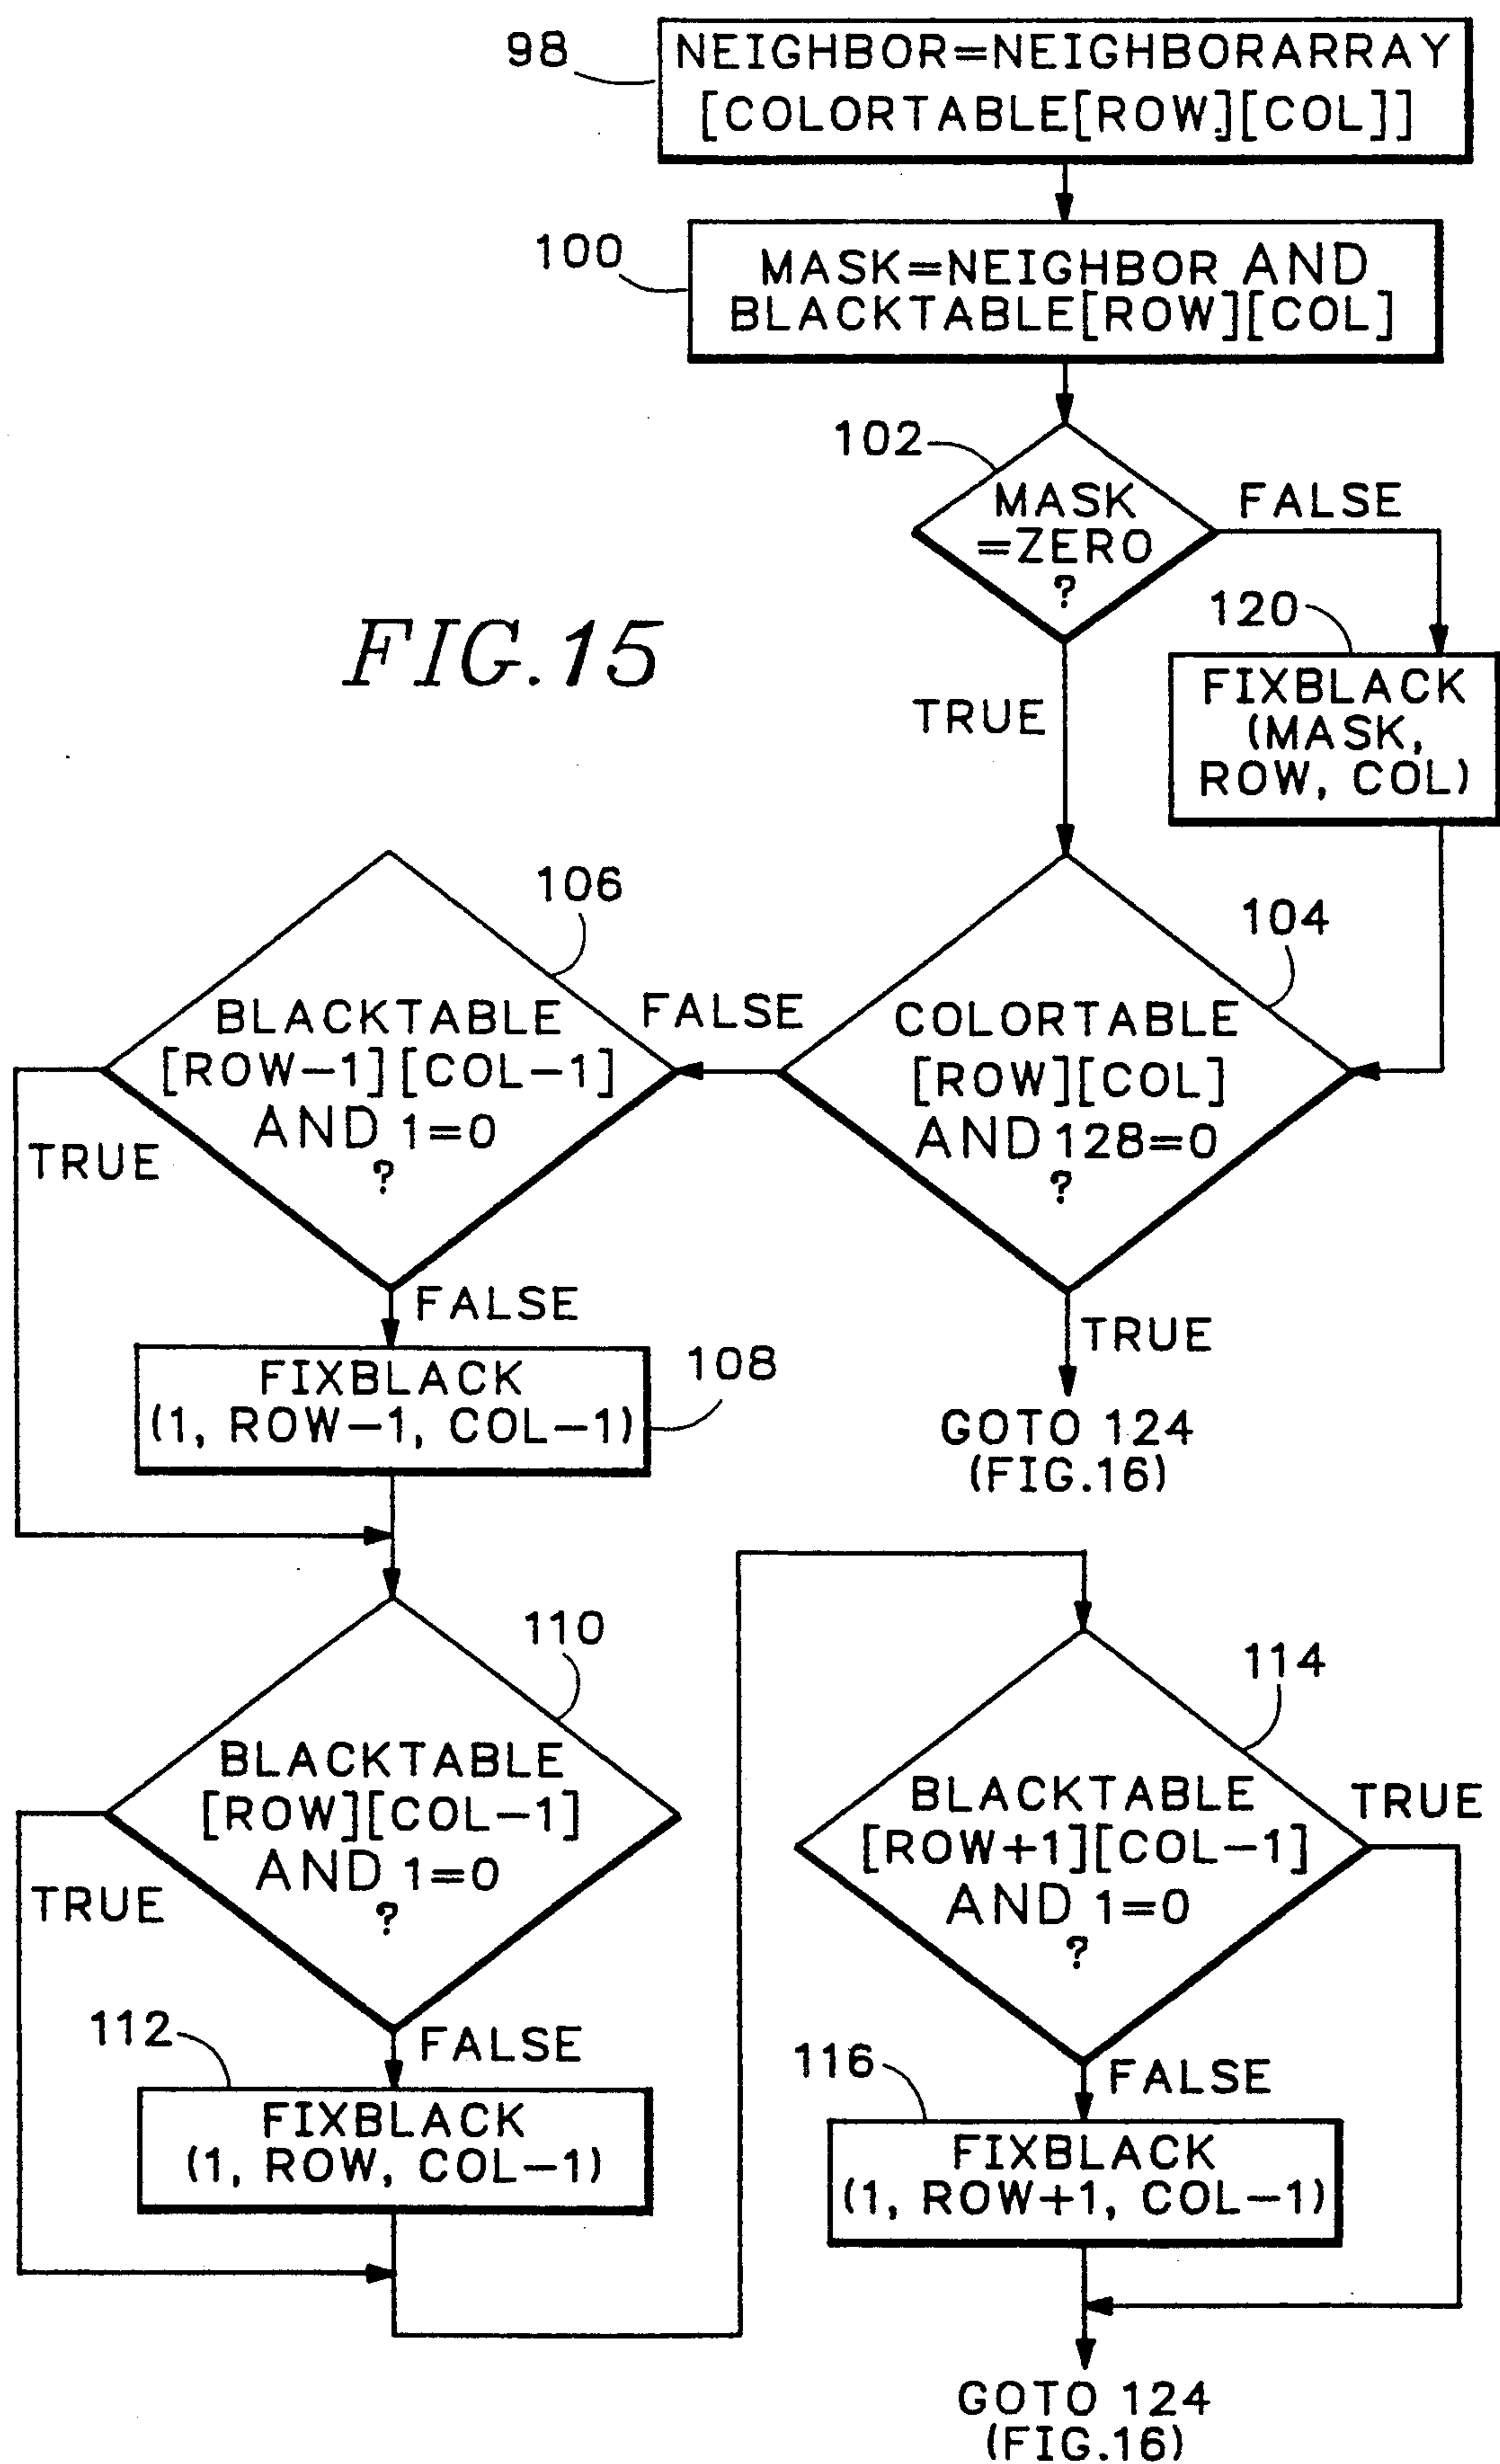 98
NEIGHBOR=NEIGHBORARRAY
[COLORTABLE[ROW][COL]]
100
MASK=NEIGHBOR AND
BLACKTABLE[ROW][COL]
102
MASK
=ZERO
?
FALSE
120
FIXBLACK
(MASK,
ROW, COL)
FIG.15
TRUE
106
BLACKTABLE
[ROW-1][COL-1]
AND 1=0
?
FALSE
104
COLORTABLE
[ROW][COL]
AND 128=0
?
TRUE
FALSE
TRUE
108
FIXBLACK
(1, ROW-1, COL-1)
GOTO 124
(FIG.16)
110
BLACKTABLE
[ROW][COL-1]
AND 1=0
?
TRUE
114
BLACKTABLE
[ROW+1][COL-1]
AND 1=0
?
TRUE
112
FALSE
FIXBLACK
(1, ROW, COL-1)
116
FALSE
FIXBLACK
(1, ROW+1, COL-1)
GOTO 124
(FIG.16)